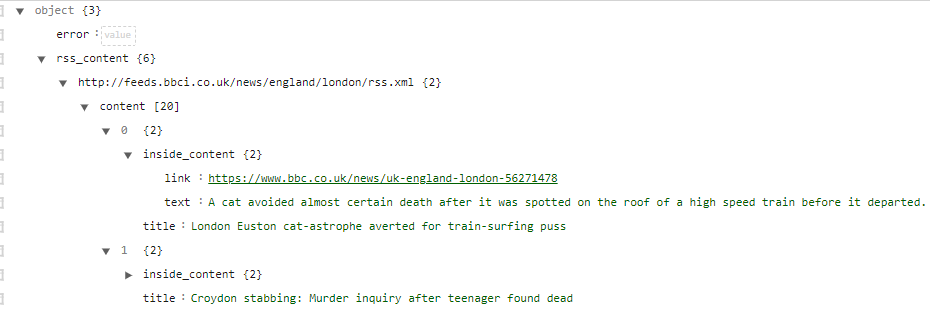 object {3}
error : value
rss_content {6}
http://feeds.bbci.co.uk/news/england/london/rss.xml {2}
content [20]
0 {2}
inside_content {2}
link : https://www.bbc.co.uk/news/uk-england-london-56271478
text : A cat avoided almost certain death after it was spotted on the roof of a high speed train before it departed.
title : London Euston cat-astrophe averted for train-surfing puss
1 {2}
inside_content {2}
title : Croydon stabbing: Murder inquiry after teenager found dead